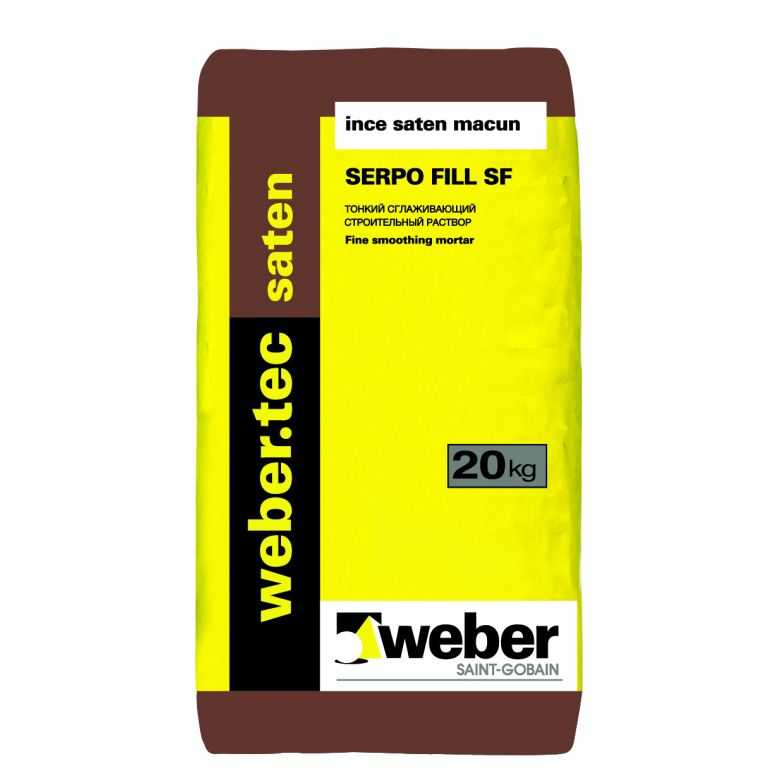 ince saten macun
SERPO FILL SF
ТОНКИЙ СГЛАЖИВАЮЩИЙ
СТРОИТЕЛЬНЫЙ РАСТВОР
Fine smoothing mortar
weber.tec saten
20kg
weber
SAINT-GOBAIN